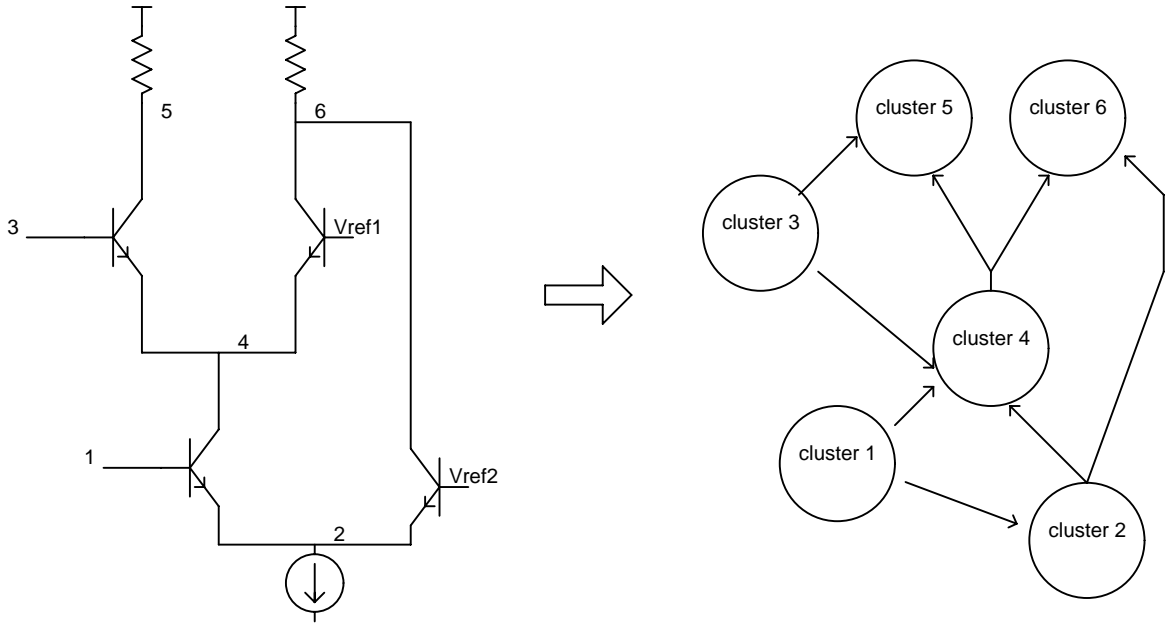 5
6
3
Vref1
4
1
Vref2
2
cluster 5
cluster 6
cluster 3
cluster 4
cluster 1
cluster 2